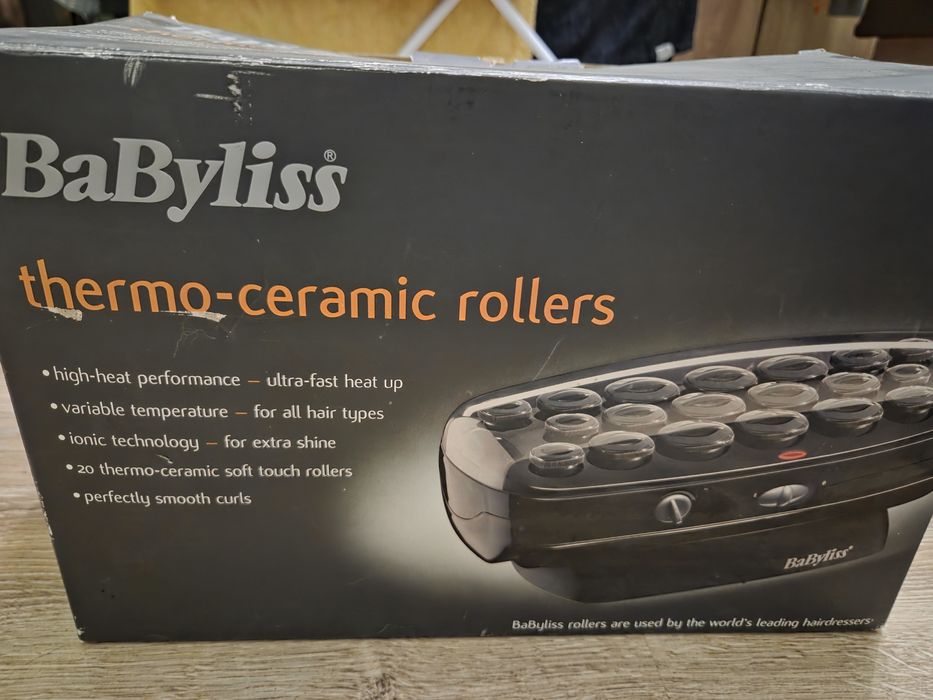 BaByliss®
thermo-ceramic rollers
• high-heat performance – ultra-fast heat up
• variable temperature – for all hair types
• ionic technology – for extra shine
• 20 thermo-ceramic soft touch rollers
• perfectly smooth curls
BaByliss®
BaByliss rollers are used by the world's leading hairdressers